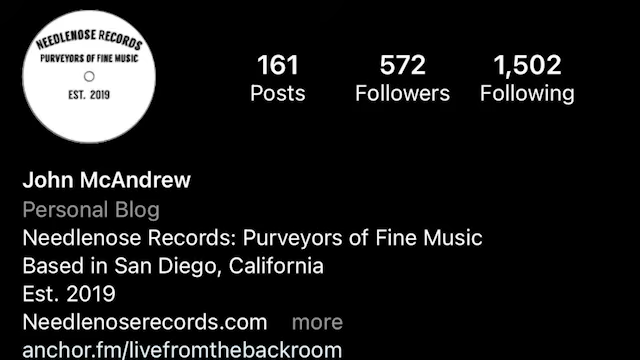 NEEDLENOSE RECORDS
PURVEYORS OF FINE MUSIC
EST. 2019
161 572 1,502
Posts Followers Following
John McAndrew
Personal Blog
Needlenose Records: Purveyors of Fine Music
Based in San Diego, California
Est. 2019
Needlenoserecords.com more
anchor.fm/livefromthebackroom